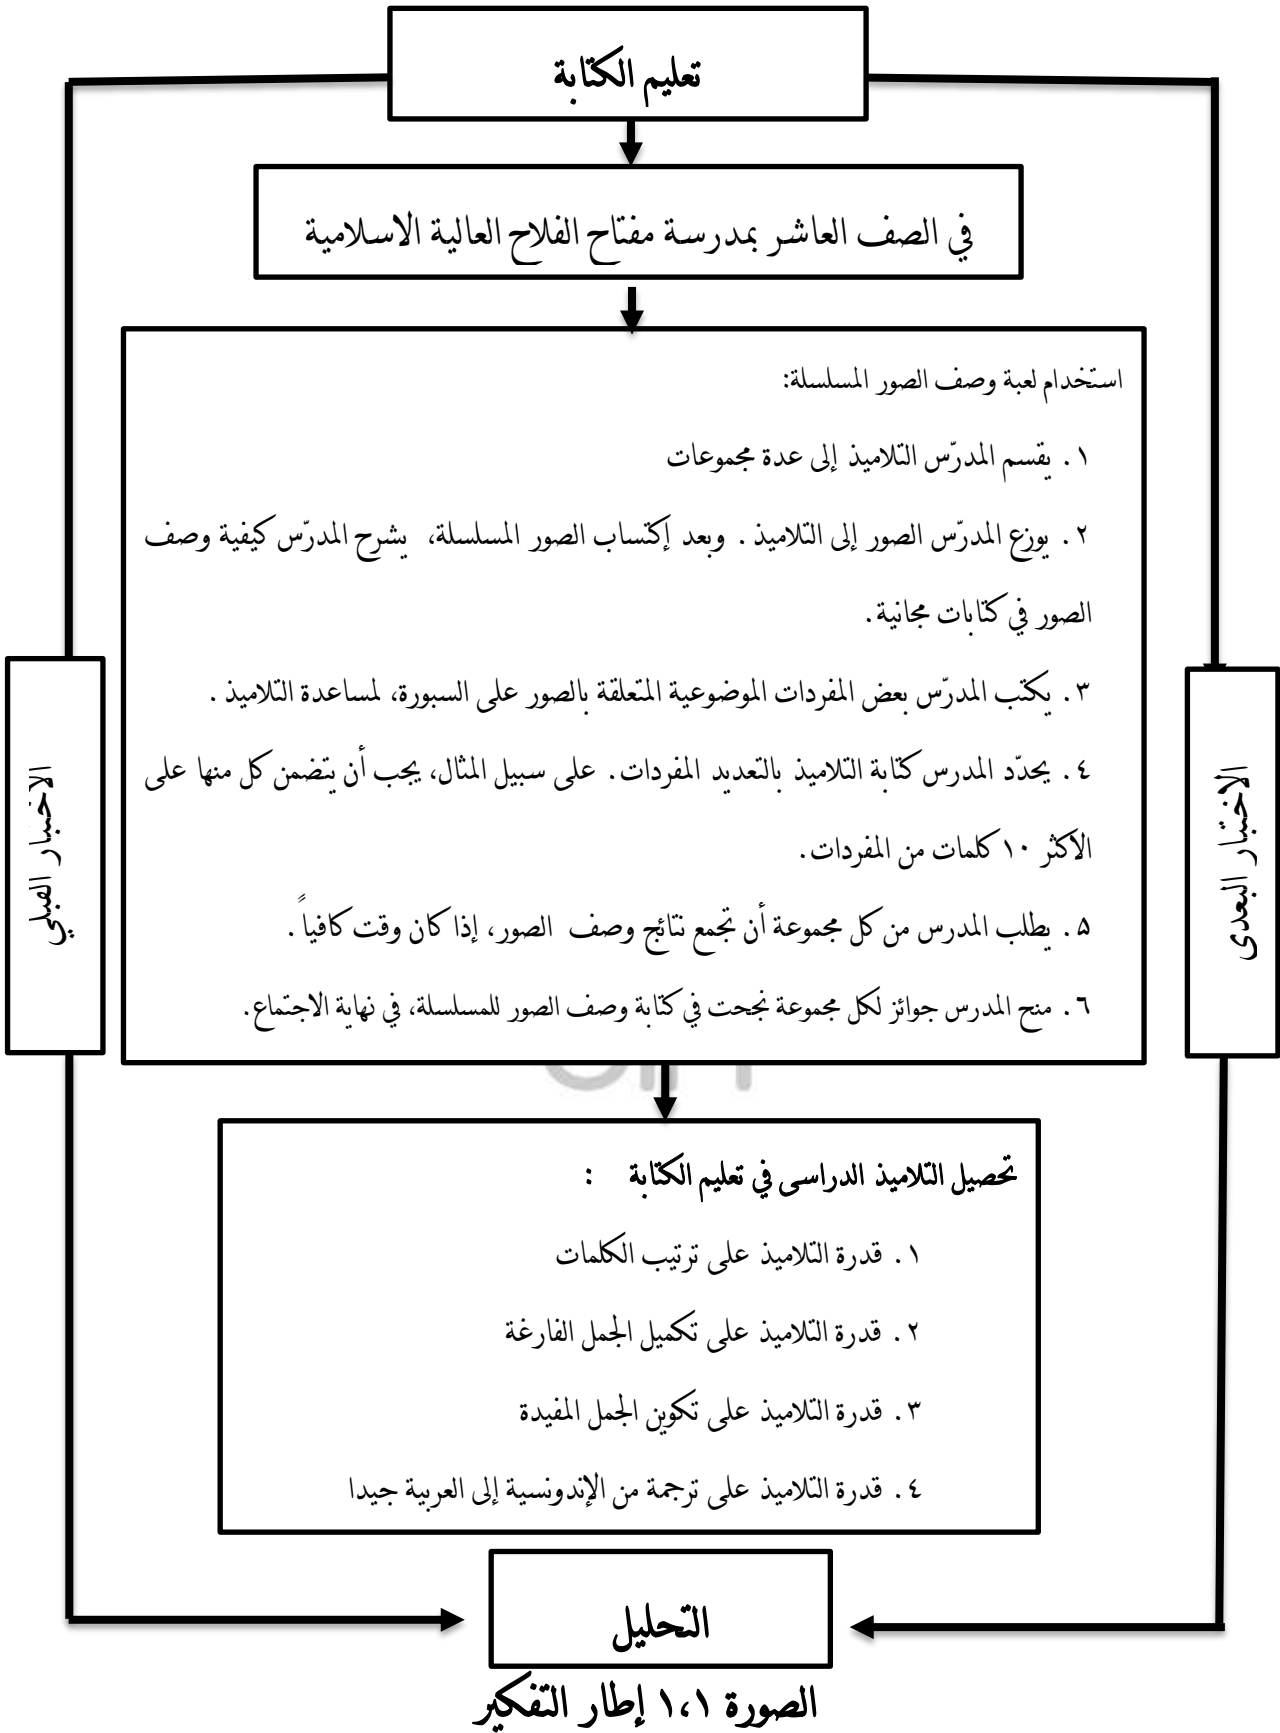 تعليم الكتابة
في الصف العاشر بمدرسة مفتاح الفلاح العالية الاسلامية
استخدام لعبة وصف الصور المسلسلة:
١. يقسم المدرّس التلاميذ إلى عدة مجموعات
٢. يوزع المدرّس الصور إلى التلاميذ. وبعد إكتساب الصور المسلسلة، يشرح المدرّس كيفية وصف
الصور في كتابات مجانية.
٣. يكتب المدرّس بعض المفردات الموضوعية المتعلقة بالصور على السبورة، لمساعدة التلاميذ.
٤. يحدّد المدرس كتابة التلاميذ بالتعديد المفردات. على سبيل المثال، يجب أن يتضمن كل منها على
الأكثر ١٠ كلمات من المفردات.
۵. يطلب المدرس من كل مجموعة أن تجمع نتائج وصف الصور، إذا كان وقت كافياً.
٦. منح المدرس جوائز لكل مجموعة نجحت في كتابة وصف الصور للمسلسلة، في نهاية الاجتماع.
الاختبار البعدى
الاختبار القبلي
تحصيل التلاميذ الدراسى في تعليم الكتابة :
١. قدرة التلاميذ على ترتيب الكلمات
٢. قدرة التلاميذ على تكميل الجمل الفارغة
٣. قدرة التلاميذ على تكوين الجمل المفيدة
٤. قدرة التلاميذ على ترجمة من الإندونسية إلى العربية جيدا
التحليل
الصورة ١،١ إطار التفكير